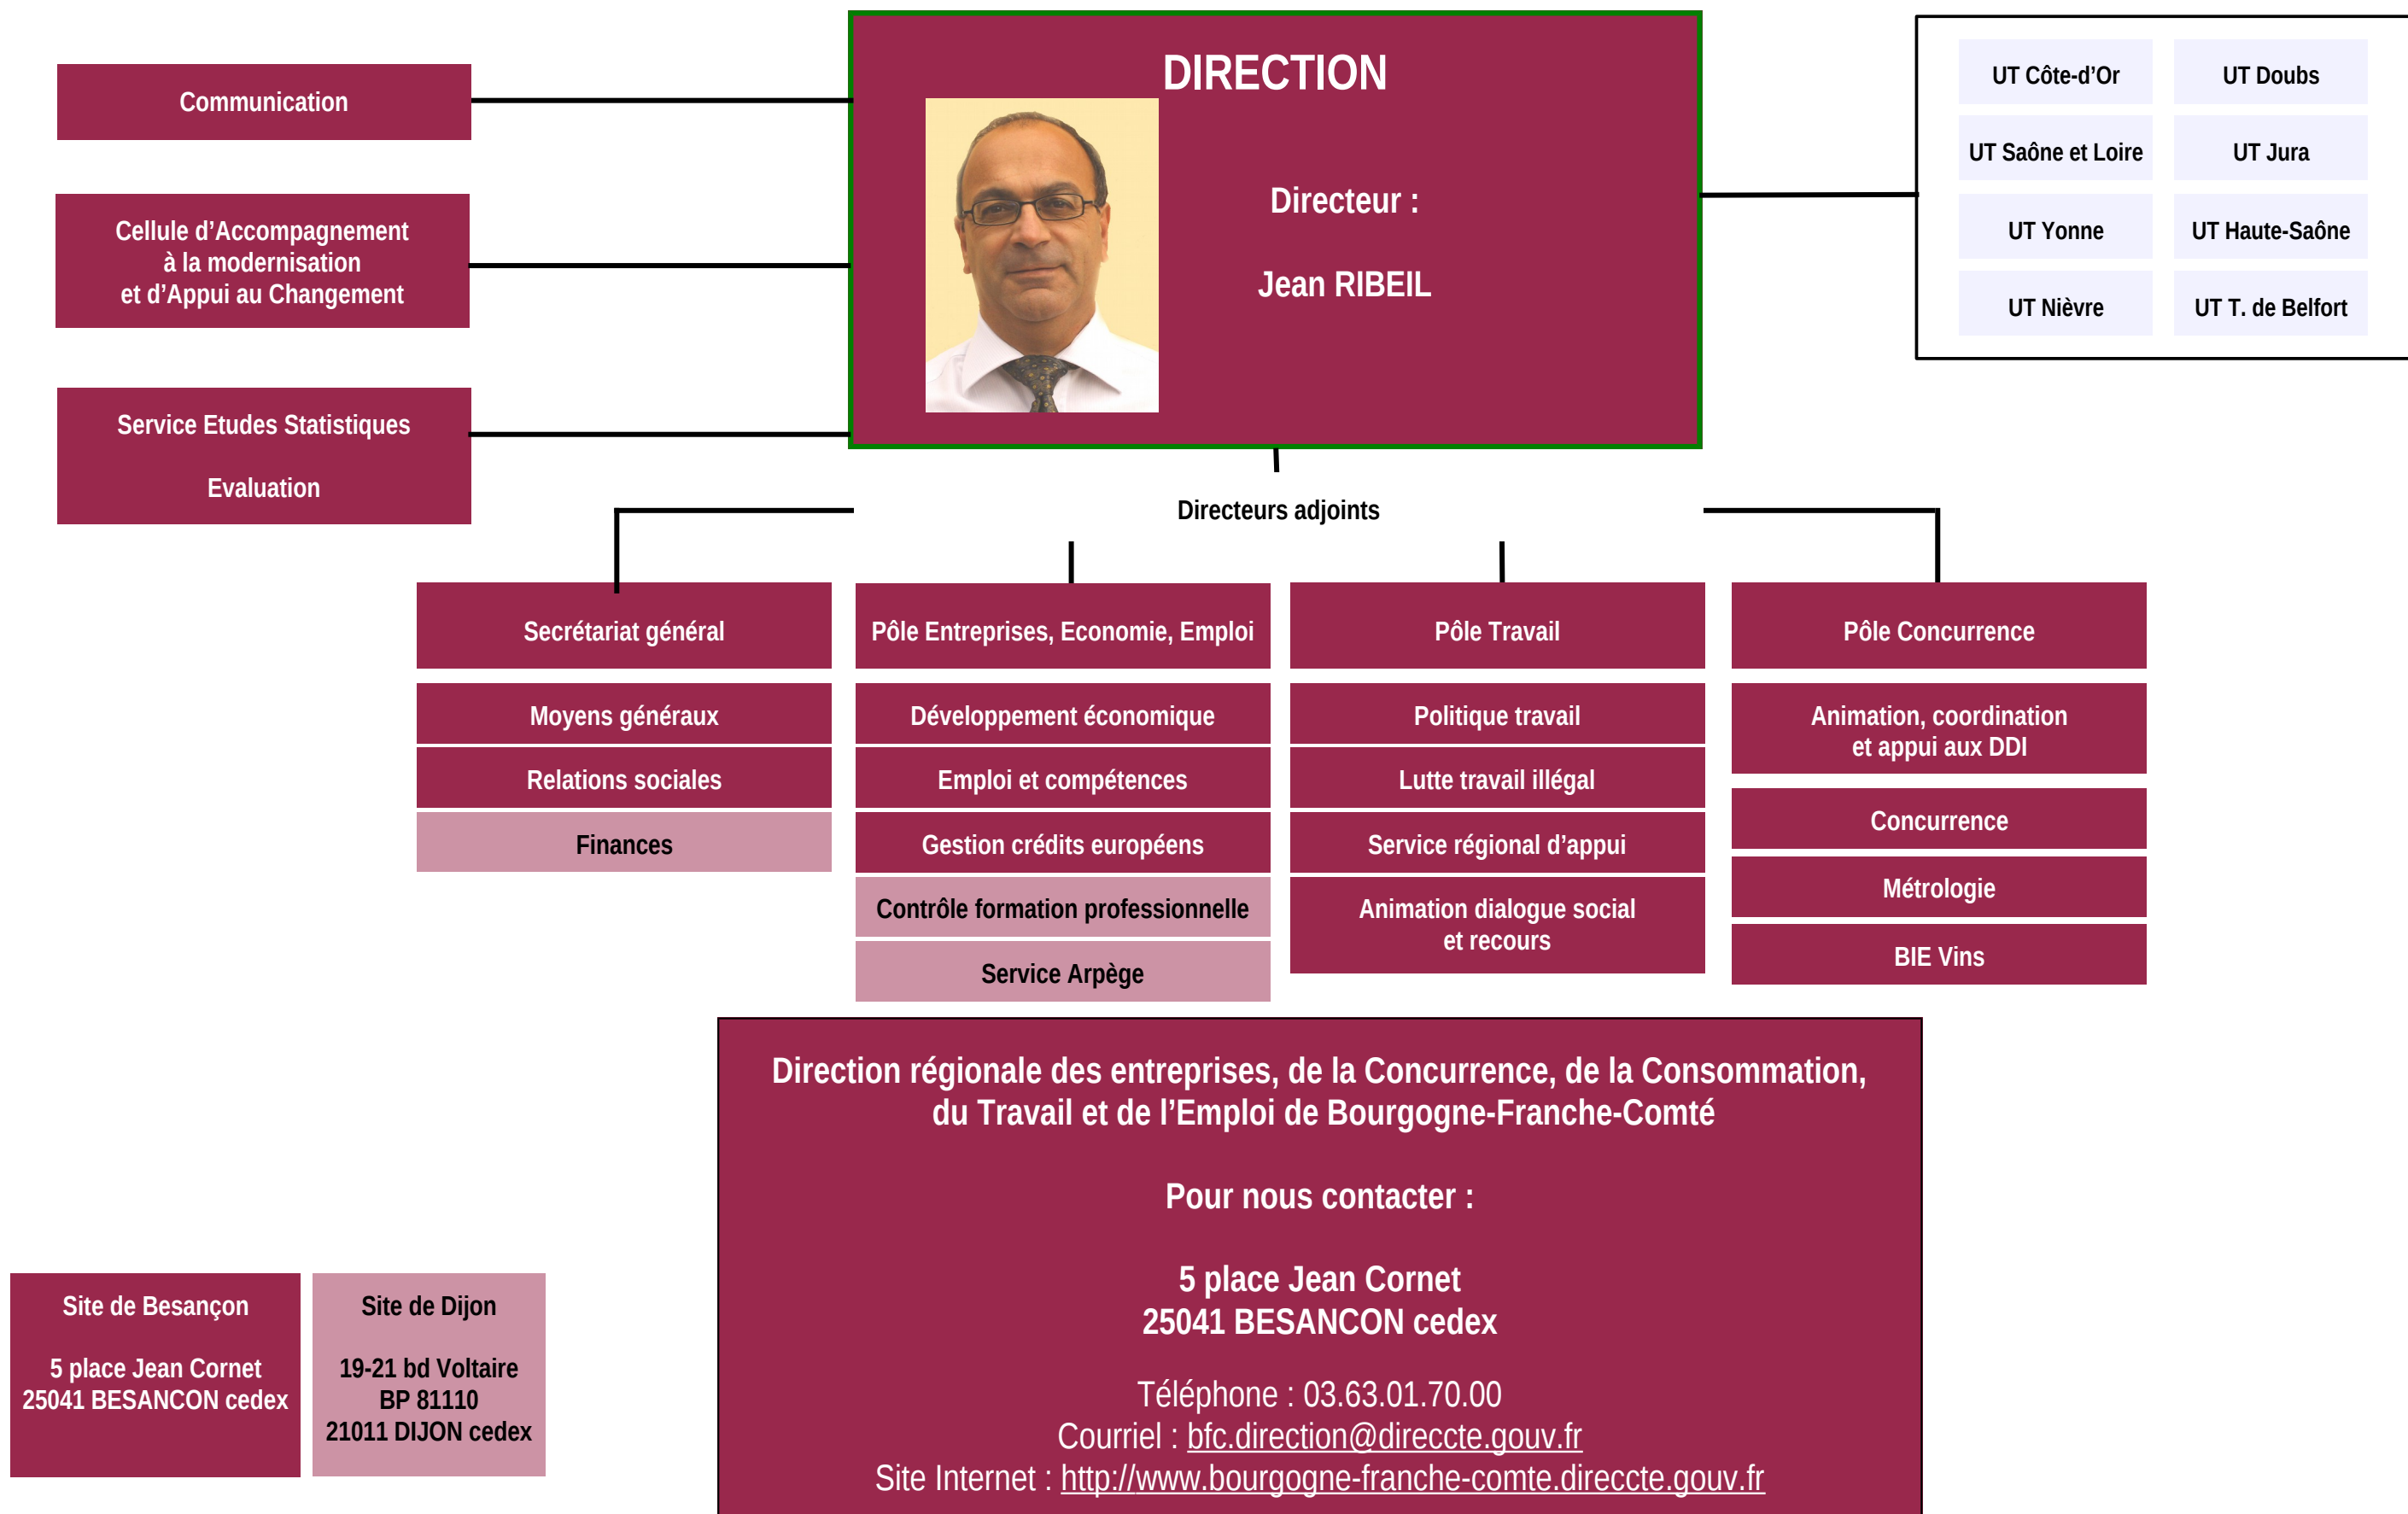 DIRECTION
Directeur :
Jean RIBEIL
Communication
Cellule d’Accompagnement
à la modernisation
et d’Appui au Changement
Service Etudes Statistiques
Evaluation
UT Côte-d’Or
UT Doubs
UT Saône et Loire
UT Jura
UT Yonne
UT Haute-Saône
UT Nièvre
UT T. de Belfort
Directeurs adjoints
Secrétariat général
Moyens généraux
Relations sociales
Finances
Pôle Entreprises, Economie, Emploi
Développement économique
Emploi et compétences
Gestion crédits européens
Contrôle formation professionnelle
Service Arpège
Pôle Travail
Politique travail
Lutte travail illégal
Service régional d’appui
Animation dialogue social
et recours
Pôle Concurrence
Animation, coordination
et appui aux DDI
Concurrence
Métrologie
BIE Vins
Direction régionale des entreprises, de la Concurrence, de la Consommation,
du Travail et de l’Emploi de Bourgogne-Franche-Comté
Pour nous contacter :
5 place Jean Cornet
25041 BESANCON cedex
Téléphone : 03.63.01.70.00
Courriel : bfc.direction@direccte.gouv.fr
Site Internet : http://www.bourgogne-franche-comte.direccte.gouv.fr
Site de Besançon
5 place Jean Cornet
25041 BESANCON cedex
Site de Dijon
19-21 bd Voltaire
BP 81110
21011 DIJON cedex